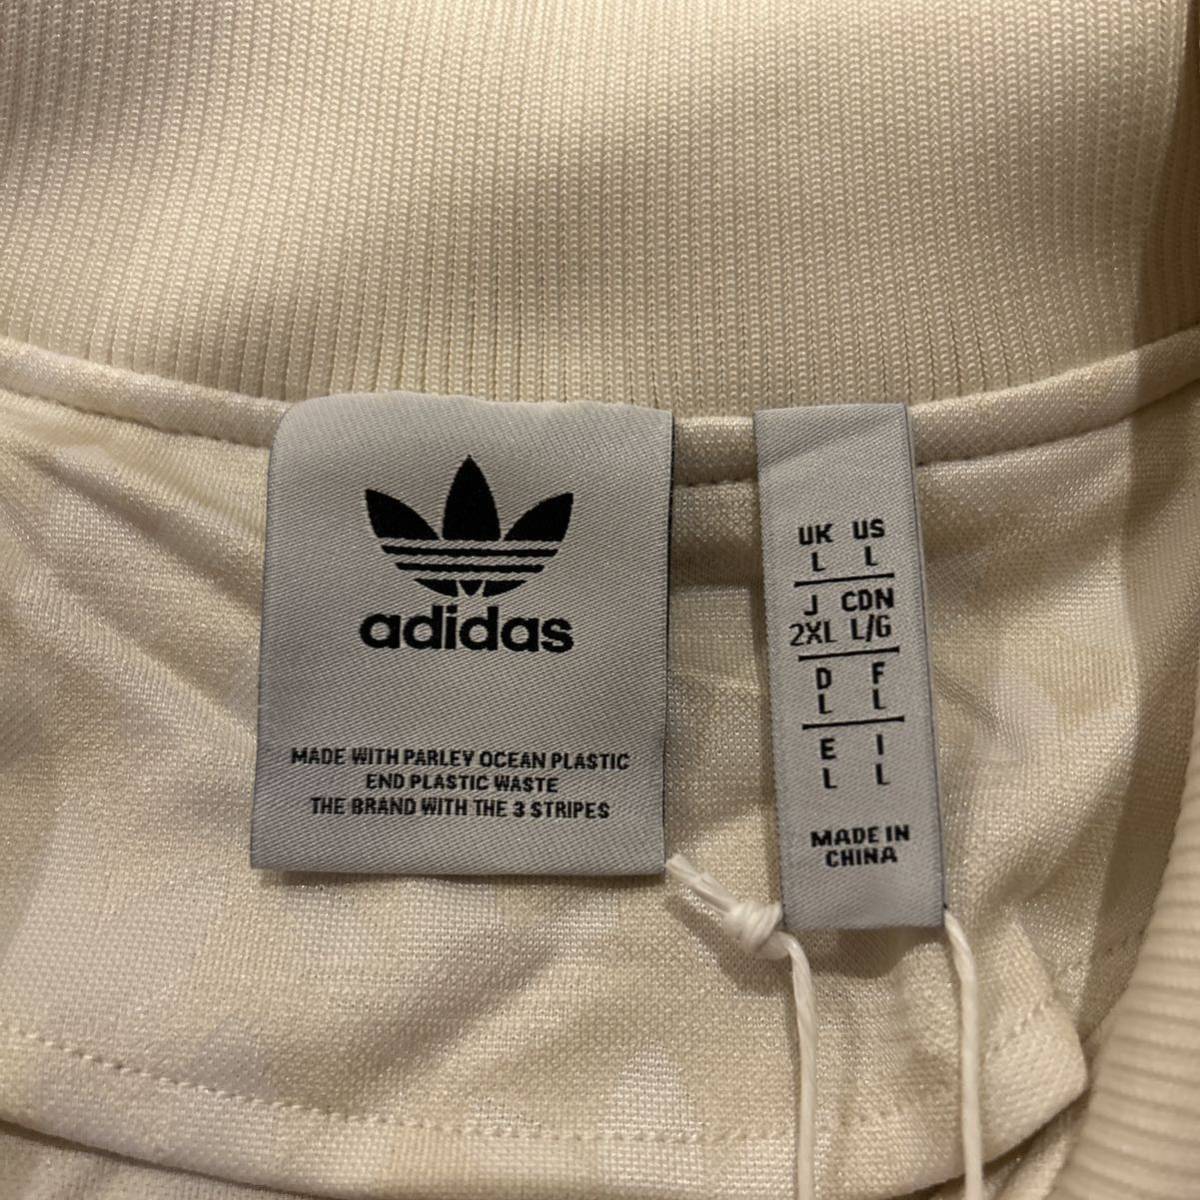 adidas
MADE WITH PARLEY OCEAN PLASTIC
END PLASTIC WASTE
THE BRAND WITH THE 3 STRIPES
UK US
L L
J CDN
2XL L/G
D F
L L
E I
L L
MADE IN
CHINA